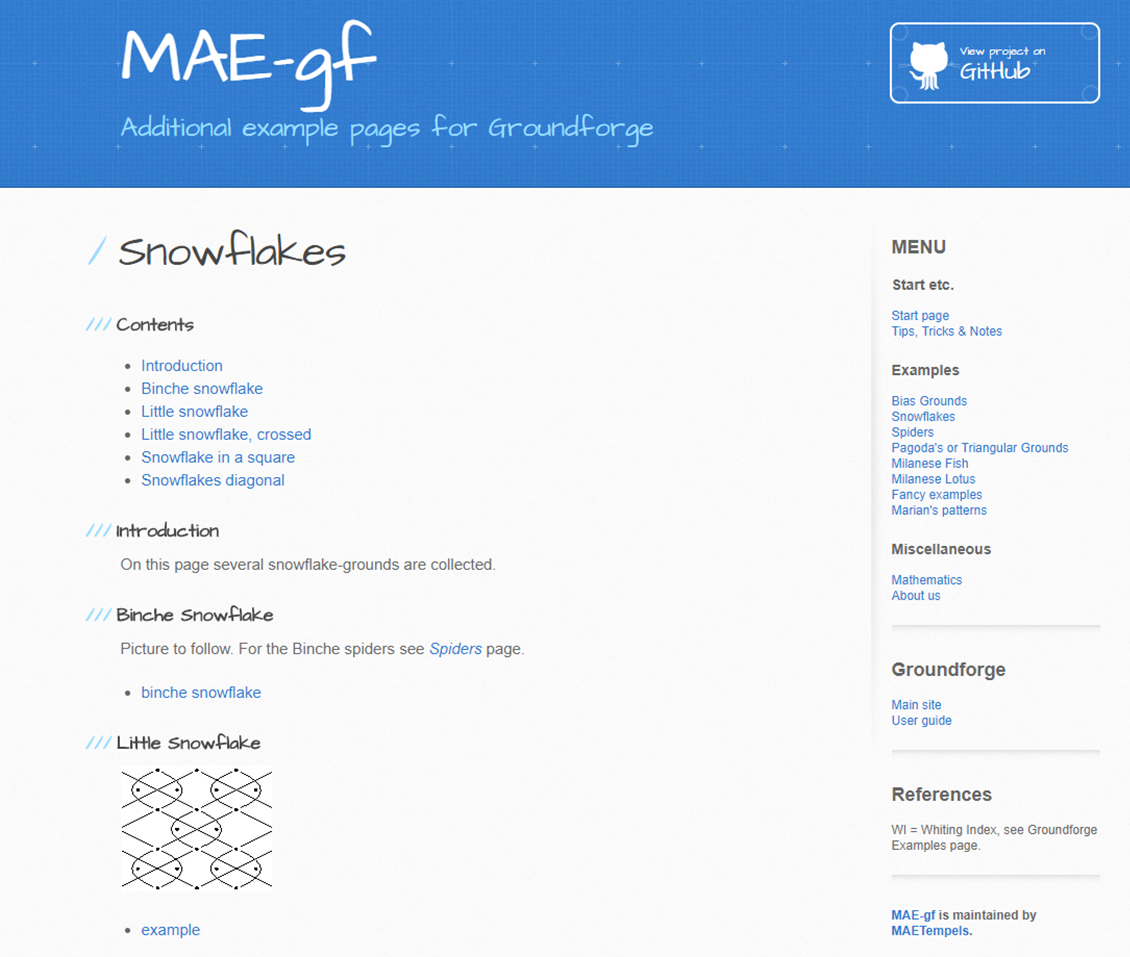 MAE-gf
Additional example pages for Groundforge
View project on
GitHub
Snowflakes
Contents
Introduction
Binche snowflake
Little snowflake
Little snowflake, crossed
Snowflake in a square
Snowflakes diagonal
Introduction
On this page several snowflake-grounds are collected.
Binche Snowflake
Picture to follow. For the Binche spiders see Spiders page.
binche snowflake
Little Snowflake
example
MENU
Start etc.
Start page
Tips, Tricks & Notes
Examples
Bias Grounds
Snowflakes
Spiders
Pagoda's or Triangular Grounds
Milanese Fish
Milanese Lotus
Fancy examples
Marian's patterns
Miscellaneous
Mathematics
About us
Groundforge
Main site
User guide
References
WI = Whiting Index, see Groundforge
Examples page.
MAE-gf is maintained by
MAETempels.